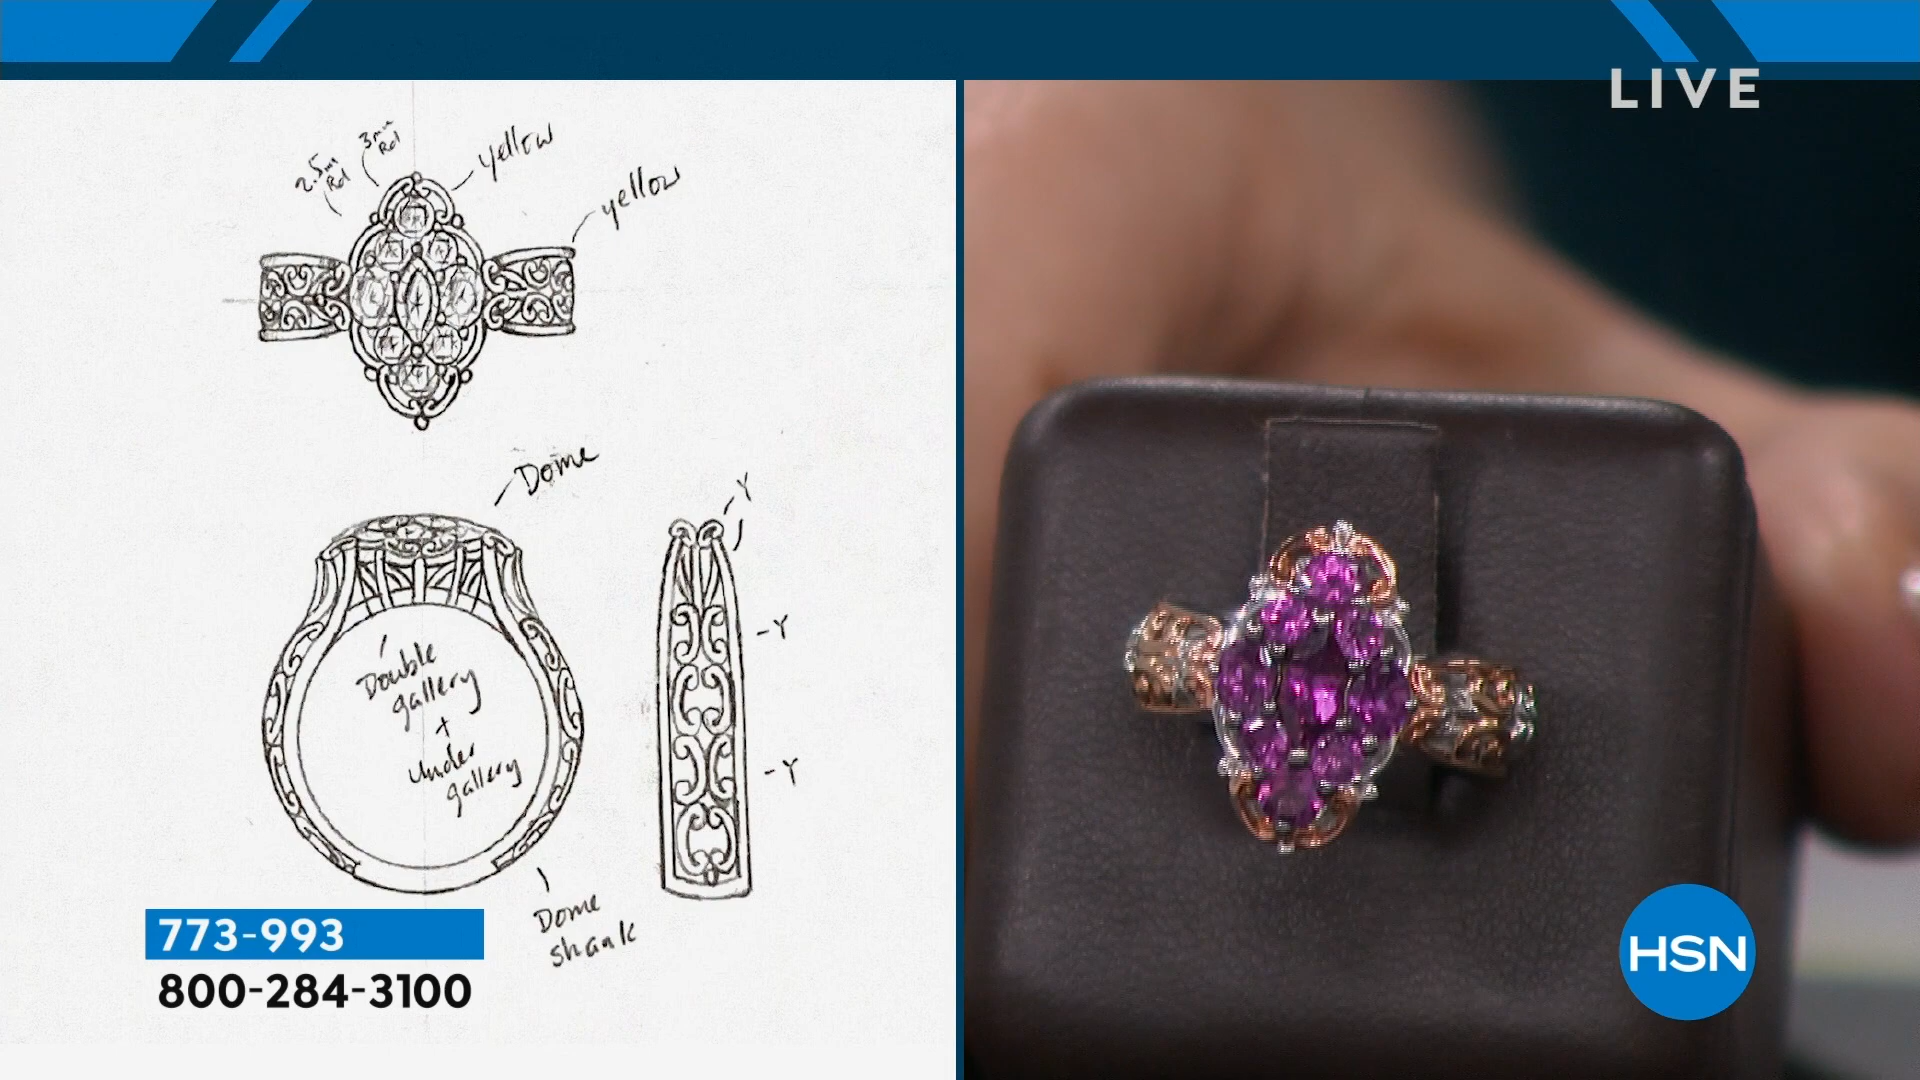 LIVE
3mm
Rd
2.5m
Rd
yellow
yellow
Dome
Y
Double
gallery
+
under
gallery
-Y
-Y
Dome
shank
773-993
800-284-3100
HSN